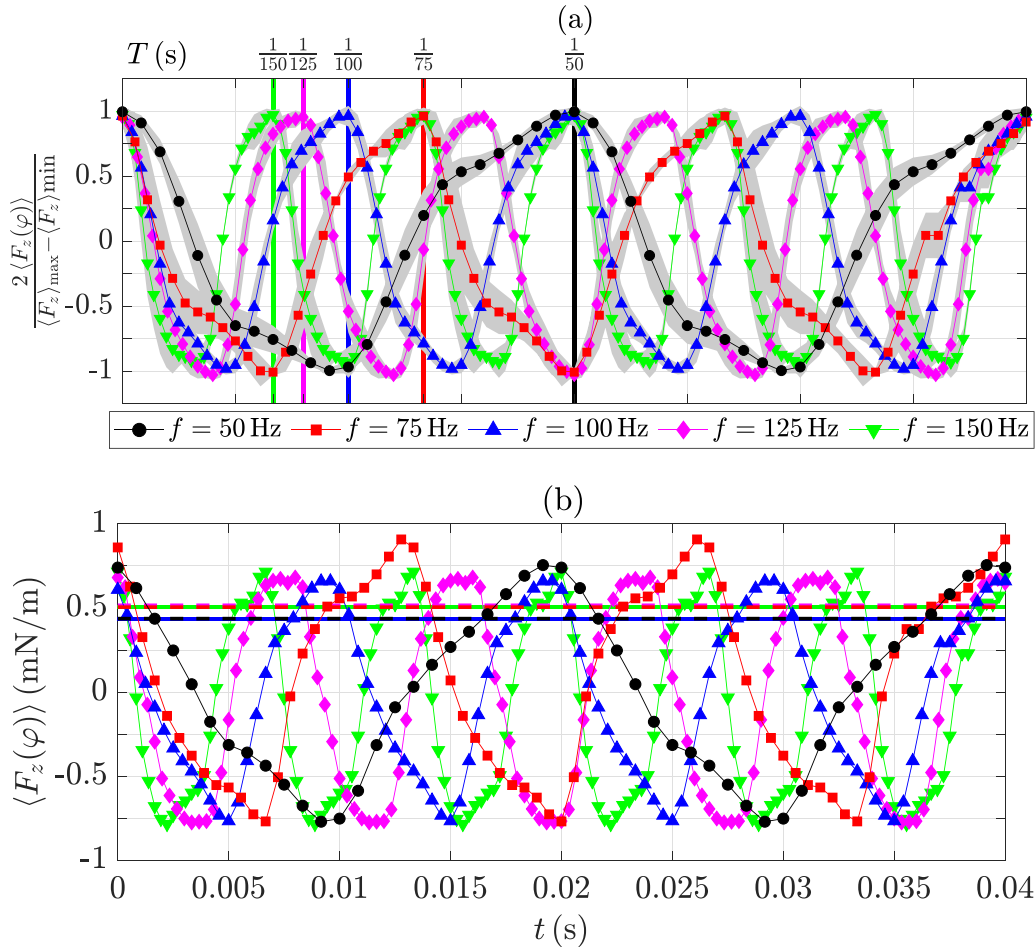 (a)
T (s) 1/150 1/125 1/100 1/75 1/50
1
0.5
0
-0.5
-1
2 ⟨F_z(φ)⟩ / ⟨F_z⟩max − ⟨F_z⟩min
f = 50 Hz f = 75 Hz f = 100 Hz f = 125 Hz f = 150 Hz
(b)
1
0.5
0
-0.5
-1
⟨F_z(φ)⟩ (mN/m)
0 0.005 0.01 0.015 0.02 0.025 0.03 0.035 0.04
t (s)